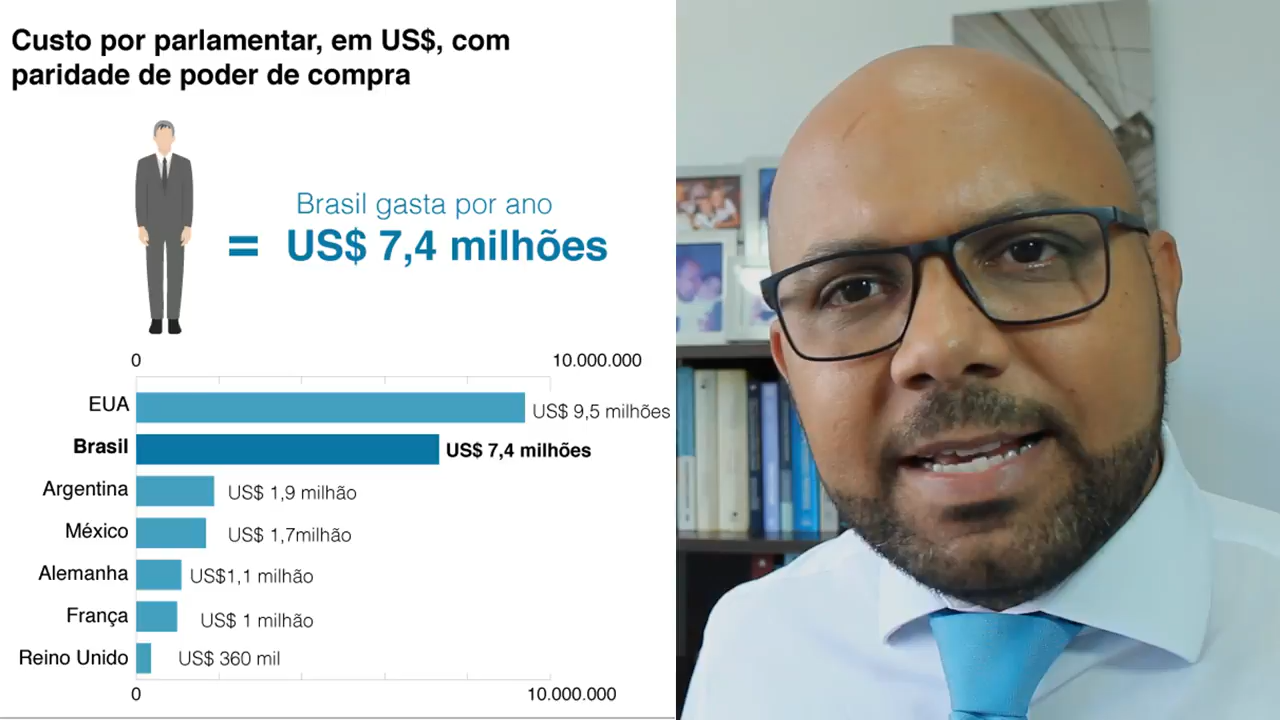 Custo por parlamentar, em US$, com
paridade de poder de compra
Brasil gasta por ano
= US$ 7,4 milhões
0 10.000.000
EUA US$ 9,5 milhões
Brasil US$ 7,4 milhões
Argentina US$ 1,9 milhão
México US$ 1,7milhão
Alemanha US$1,1 milhão
França US$ 1 milhão
Reino Unido US$ 360 mil
0 10.000.000